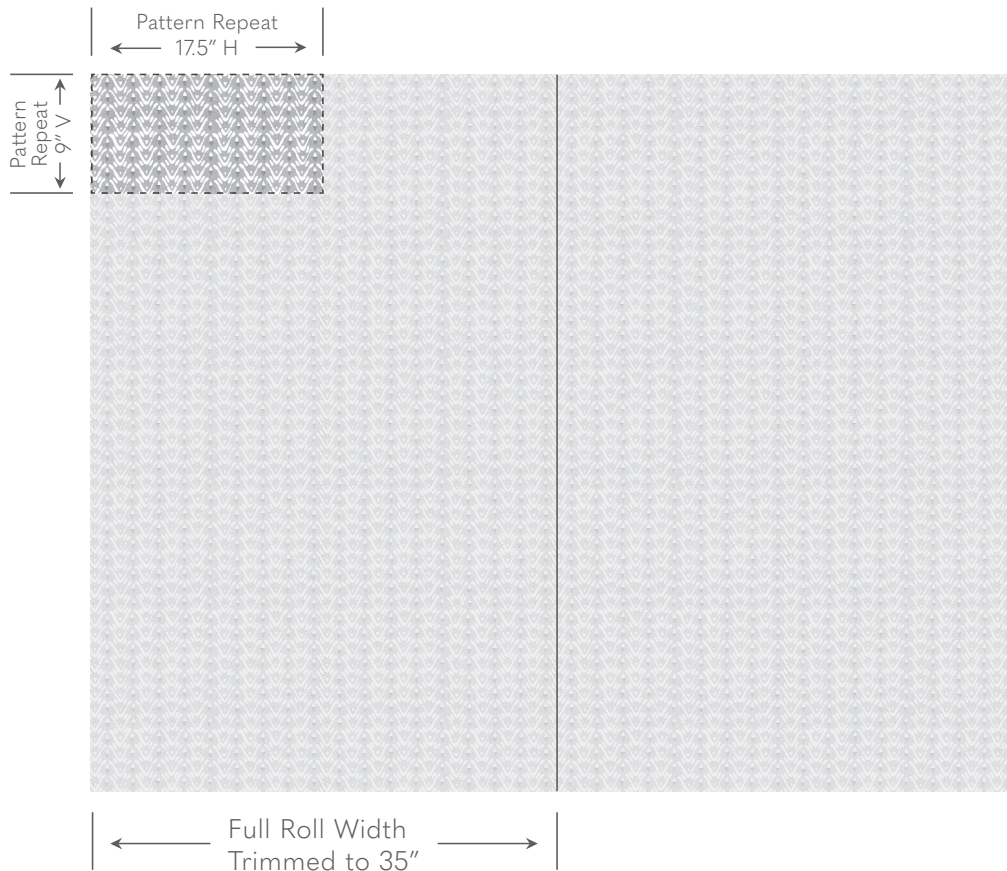 Pattern Repeat
17.5″ H
Pattern
Repeat
9″ V
Full Roll Width
Trimmed to 35″